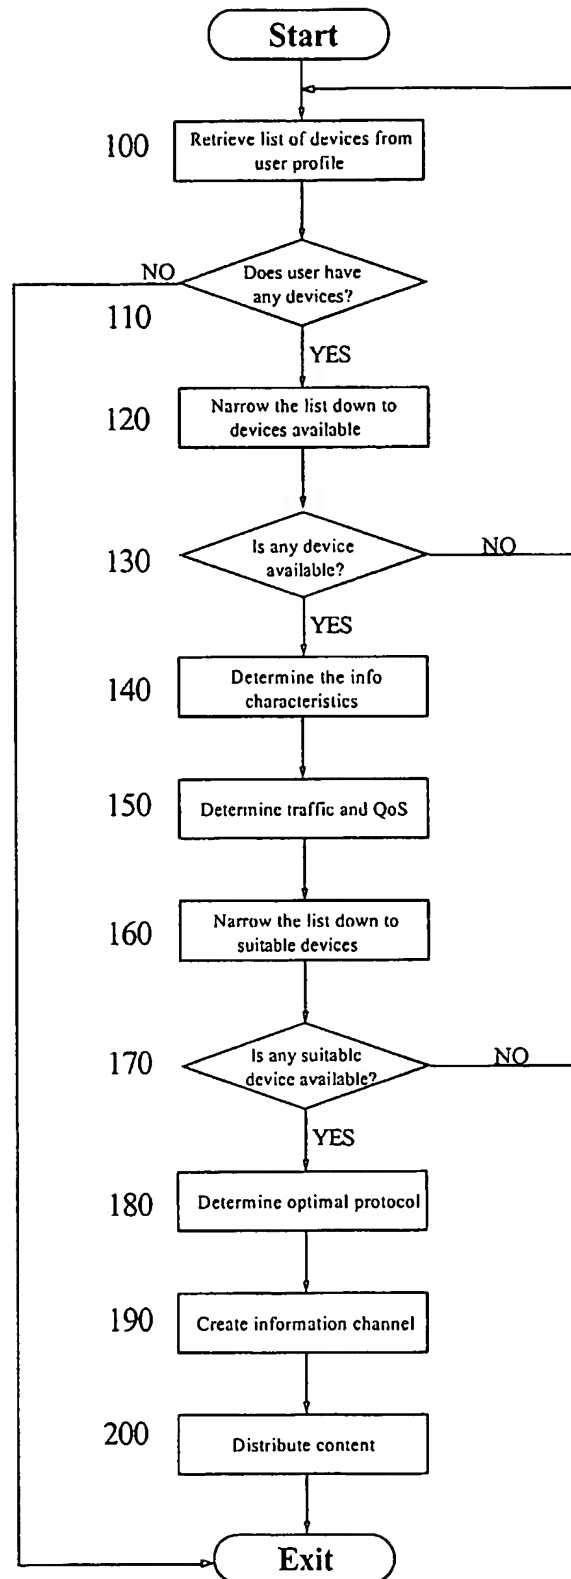 Start
100
Retrieve list of devices from
user profile
NO
Does user have
any devices?
110
YES
120
Narrow the list down to
devices available
130
Is any device
available?
NO
YES
140
Determine the info
characteristics
150
Determine traffic and QoS
160
Narrow the list down to
suitable devices
170
Is any suitable
device available?
NO
YES
180
Determine optimal protocol
190
Create information channel
200
Distribute content
Exit